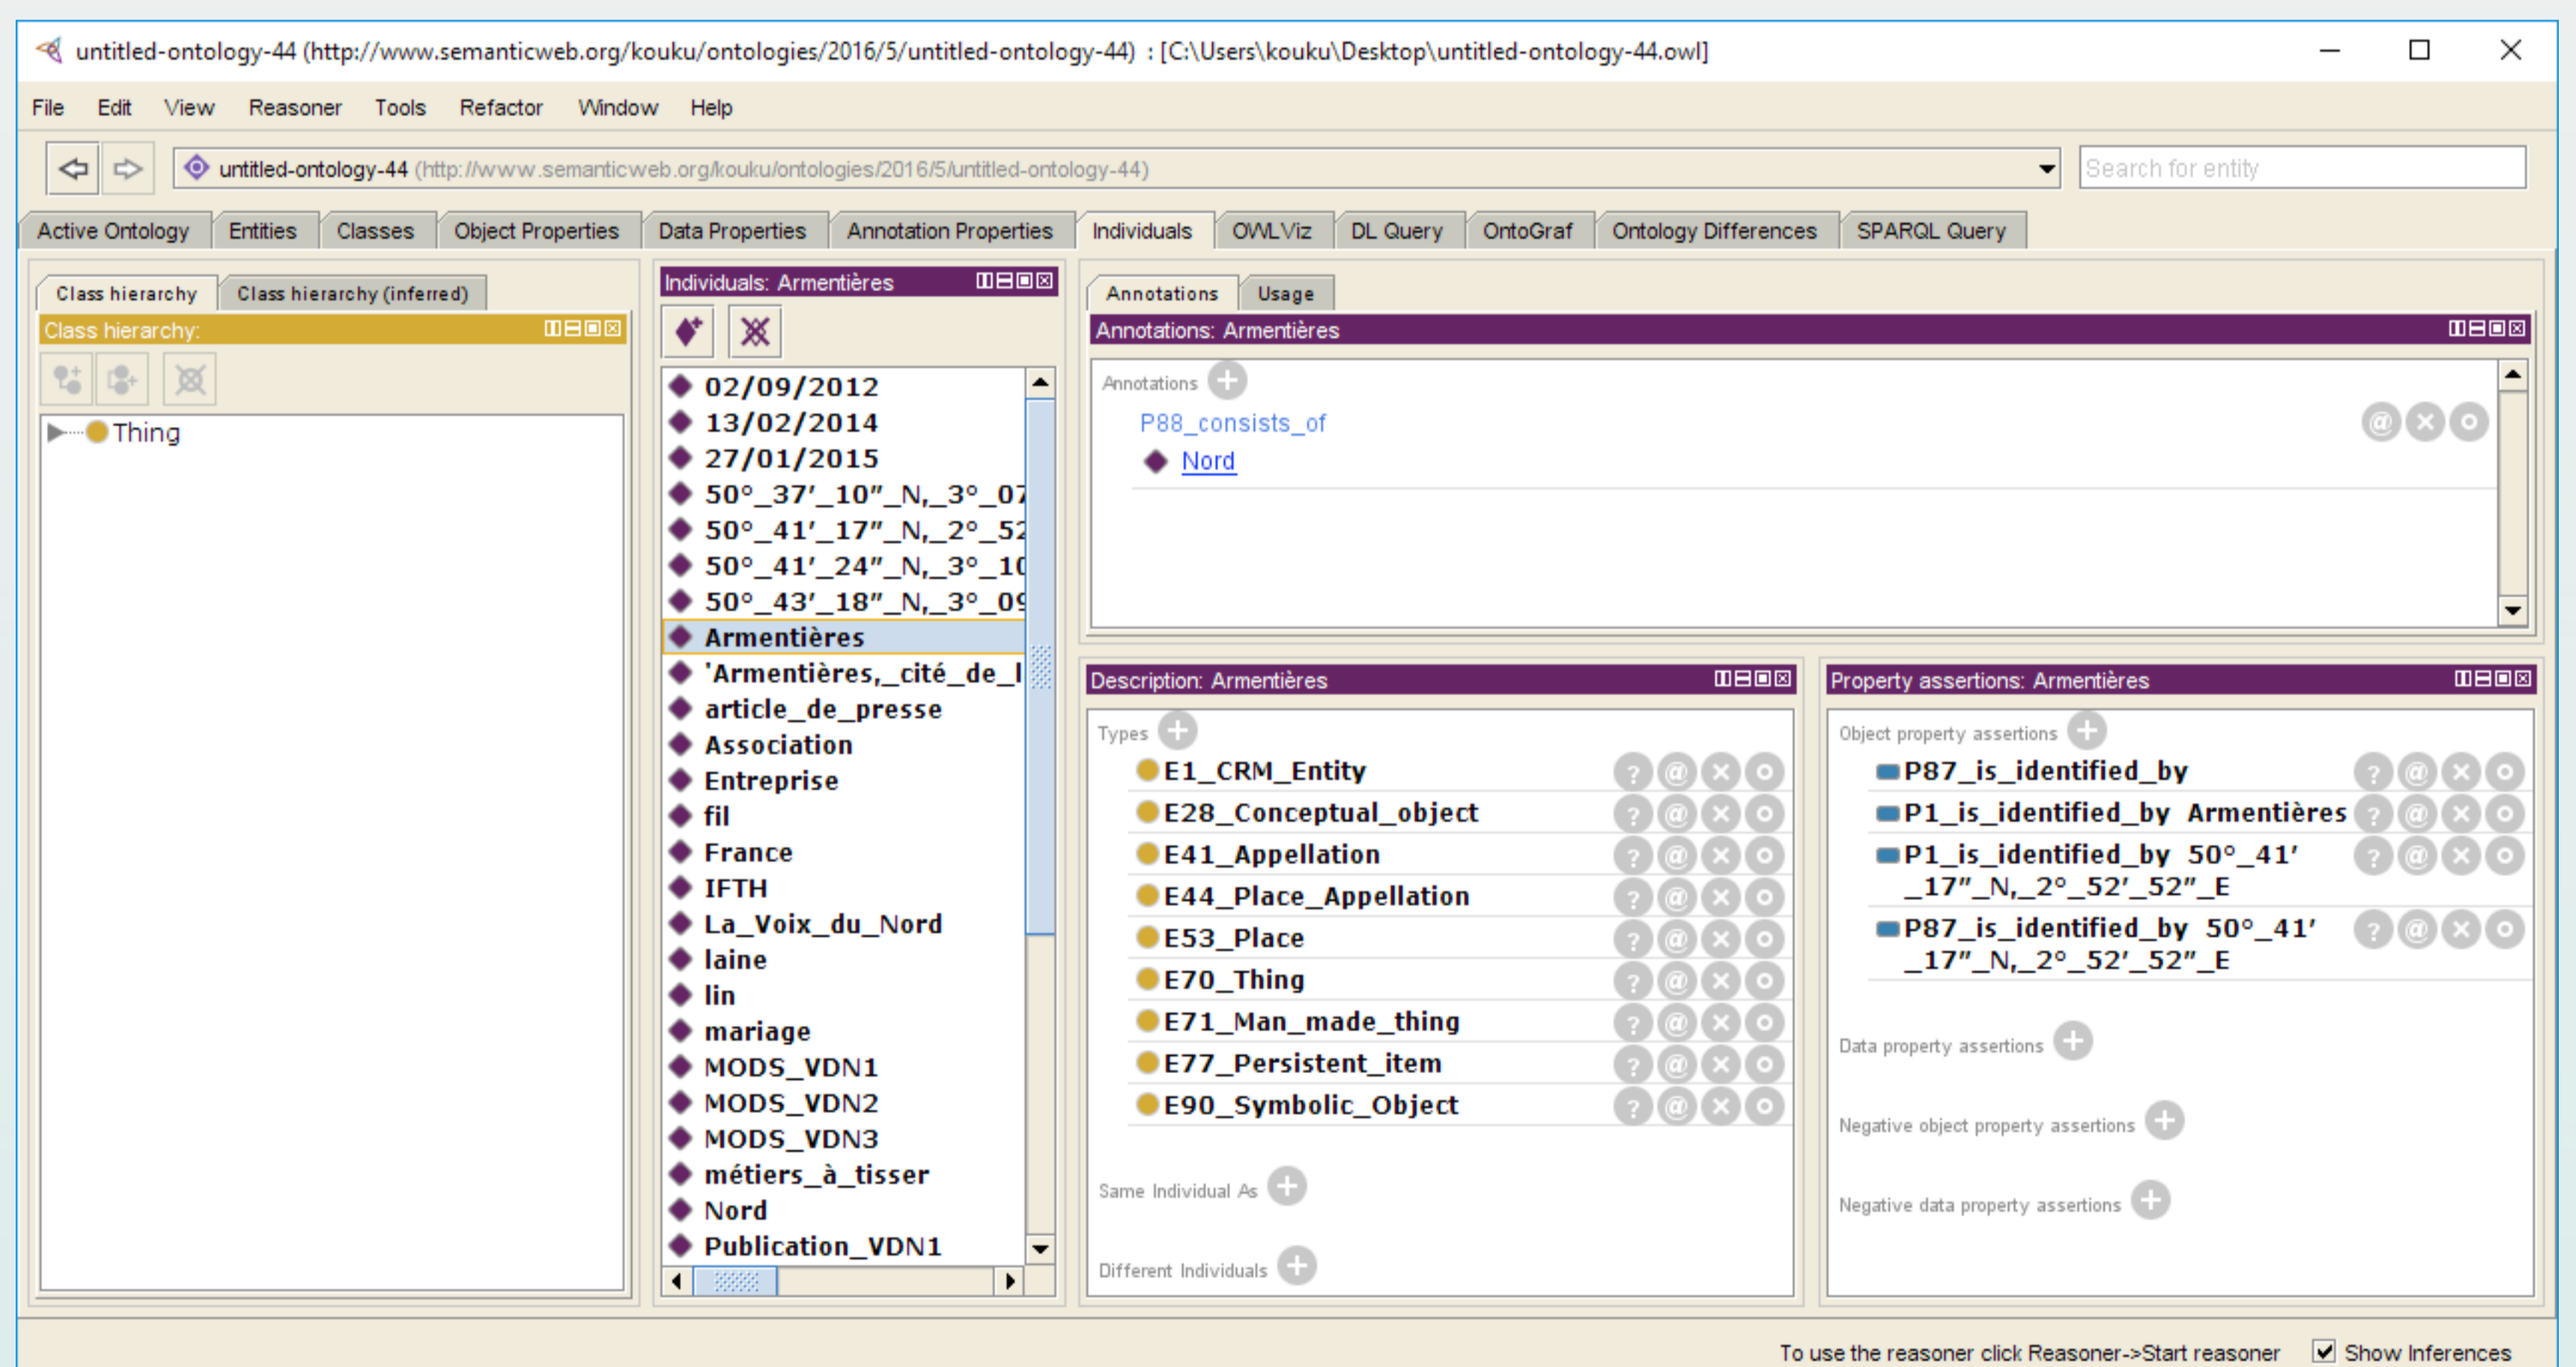 untitled-ontology-44 (http://www.semanticweb.org/kouku/ontologies/2016/5/untitled-ontology-44) : [C:\Users\kouku\Desktop\untitled-ontology-44.owl]
File Edit View Reasoner Tools Refactor Window Help
untitled-ontology-44 (http://www.semanticweb.org/kouku/ontologies/2016/5/untitled-ontology-44)
Search for entity
Active Ontology Entities Classes Object Properties Data Properties Annotation Properties Individuals OWLViz DL Query OntoGraf Ontology Differences SPARQL Query
Class hierarchy Class hierarchy (inferred)
Class hierarchy:
Thing
Individuals: Armentières
02/09/2012
13/02/2014
27/01/2015
50°_37′_10″_N,_3°_07
50°_41′_17″_N,_2°_52
50°_41′_24″_N,_3°_10
50°_43′_18″_N,_3°_09
Armentières
'Armentières,_cité_de_l
article_de_presse
Association
Entreprise
fil
France
IFTH
La_Voix_du_Nord
laine
lin
mariage
MODS_VDN1
MODS_VDN2
MODS_VDN3
métiers_à_tisser
Nord
Publication_VDN1
Annotations Usage
Annotations: Armentières
Annotations
P88_consists_of
Nord
Description: Armentières
Types
E1_CRM_Entity
E28_Conceptual_object
E41_Appellation
E44_Place_Appellation
E53_Place
E70_Thing
E71_Man_made_thing
E77_Persistent_item
E90_Symbolic_Object
Same Individual As
Different Individuals
Property assertions: Armentières
Object property assertions
P87_is_identified_by
P1_is_identified_by Armentières
P1_is_identified_by 50°_41′
_17″_N,_2°_52′_52″_E
P87_is_identified_by 50°_41′
_17″_N,_2°_52′_52″_E
Data property assertions
Negative object property assertions
Negative data property assertions
To use the reasoner click Reasoner->Start reasoner Show Inferences